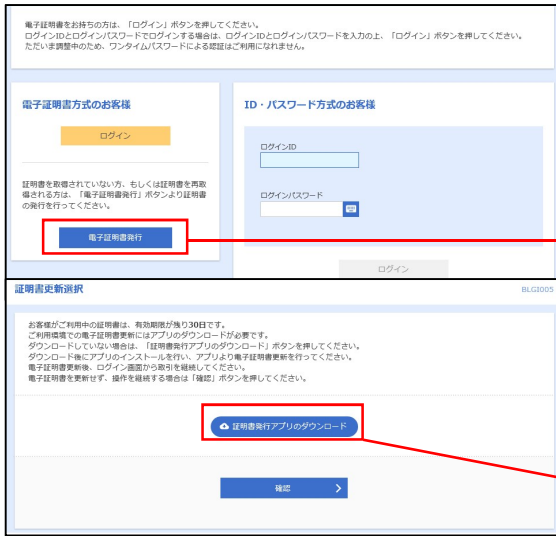 電子証明書をお持ちの方は、「ログイン」ボタンを押してください。
ログインIDとログインパスワードでログインする場合は、ログインIDとログインパスワードを入力の上、「ログイン」ボタンを押してください。
ただいま調整中のため、ワンタイムパスワードによる認証はご利用になれません。
電子証明書方式のお客様
ログイン
証明書を取得されていない方、もしくは証明書を再取
得される方は、「電子証明書発行」ボタンより証明書
の発行を行ってください。
電子証明書発行
ID・パスワード方式のお客様
ログインID
ログインパスワード
ログイン
証明書更新選択
BLGI005
お客様がご利用中の証明書は、有効期限が残り30日です。
ご利用環境での電子証明書更新にはアプリのダウンロードが必要です。
ダウンロードしていない場合は、「証明書発行アプリのダウンロード」ボタンを押してください。
ダウンロード後にアプリのインストールを行い、アプリより電子証明書更新を行ってください。
電子証明書更新後、ログイン画面から取引を継続してください。
電子証明書を更新せず、操作を継続する場合は「確認」ボタンを押してください。
証明書発行アプリのダウンロード
確認